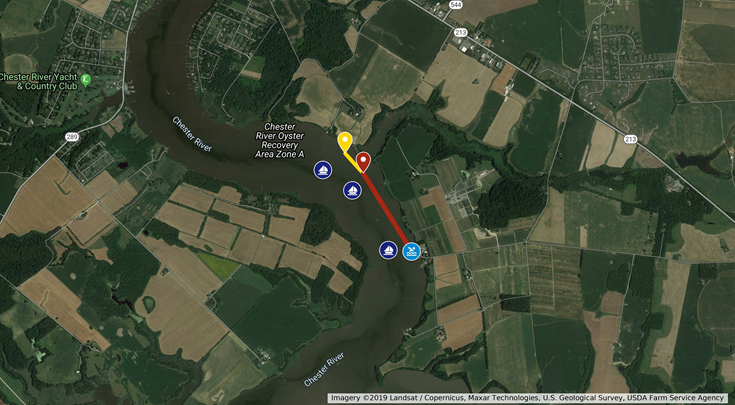 544
213
Chester River Yacht
& Country Club
Chester River
Chester
River Oyster
Recovery
Area Zone A
289
213
Chester River
Imagery ©2019 Landsat / Copernicus, Maxar Technologies, U.S. Geological Survey, USDA Farm Service Agency